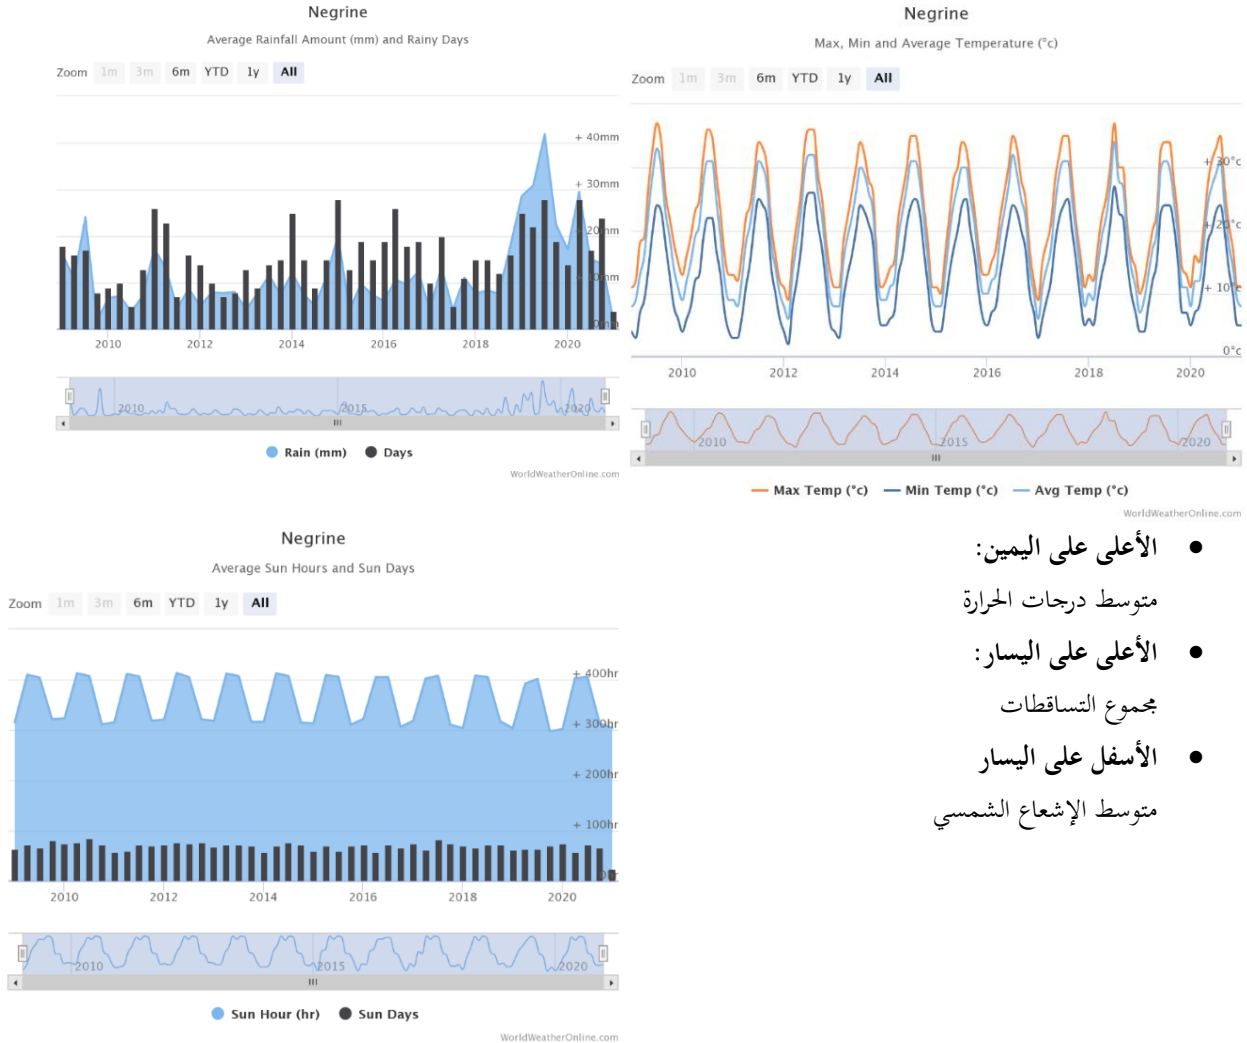 Negrine
Average Rainfall Amount (mm) and Rainy Days
Zoom 1m 3m 6m YTD 1y All
+ 40mm
+ 30mm
+ 20mm
+ 10mm
0mm
2010 2012 2014 2016 2018 2020
2010 2015 2020
Rain (mm) Days
WorldWeatherOnline.com
Negrine
Max, Min and Average Temperature (°c)
Zoom 1m 3m 6m YTD 1y All
+ 30°c
+ 20°c
+ 10°c
0°c
2010 2012 2014 2016 2018 2020
2010 2015 2020
Max Temp (°c) Min Temp (°c) Avg Temp (°c)
WorldWeatherOnline.com
Negrine
Average Sun Hours and Sun Days
Zoom 1m 3m 6m YTD 1y All
+ 400hr
+ 300hr
+ 200hr
+ 100hr
0hr
2010 2012 2014 2016 2018 2020
2010 2015 2020
Sun Hour (hr) Sun Days
WorldWeatherOnline.com
● الأعلى على اليمين:
متوسط درجات الحرارة
● الأعلى على اليسار:
مجموع التساقطات
● الأسفل على اليسار
متوسط الإشعاع الشمسي